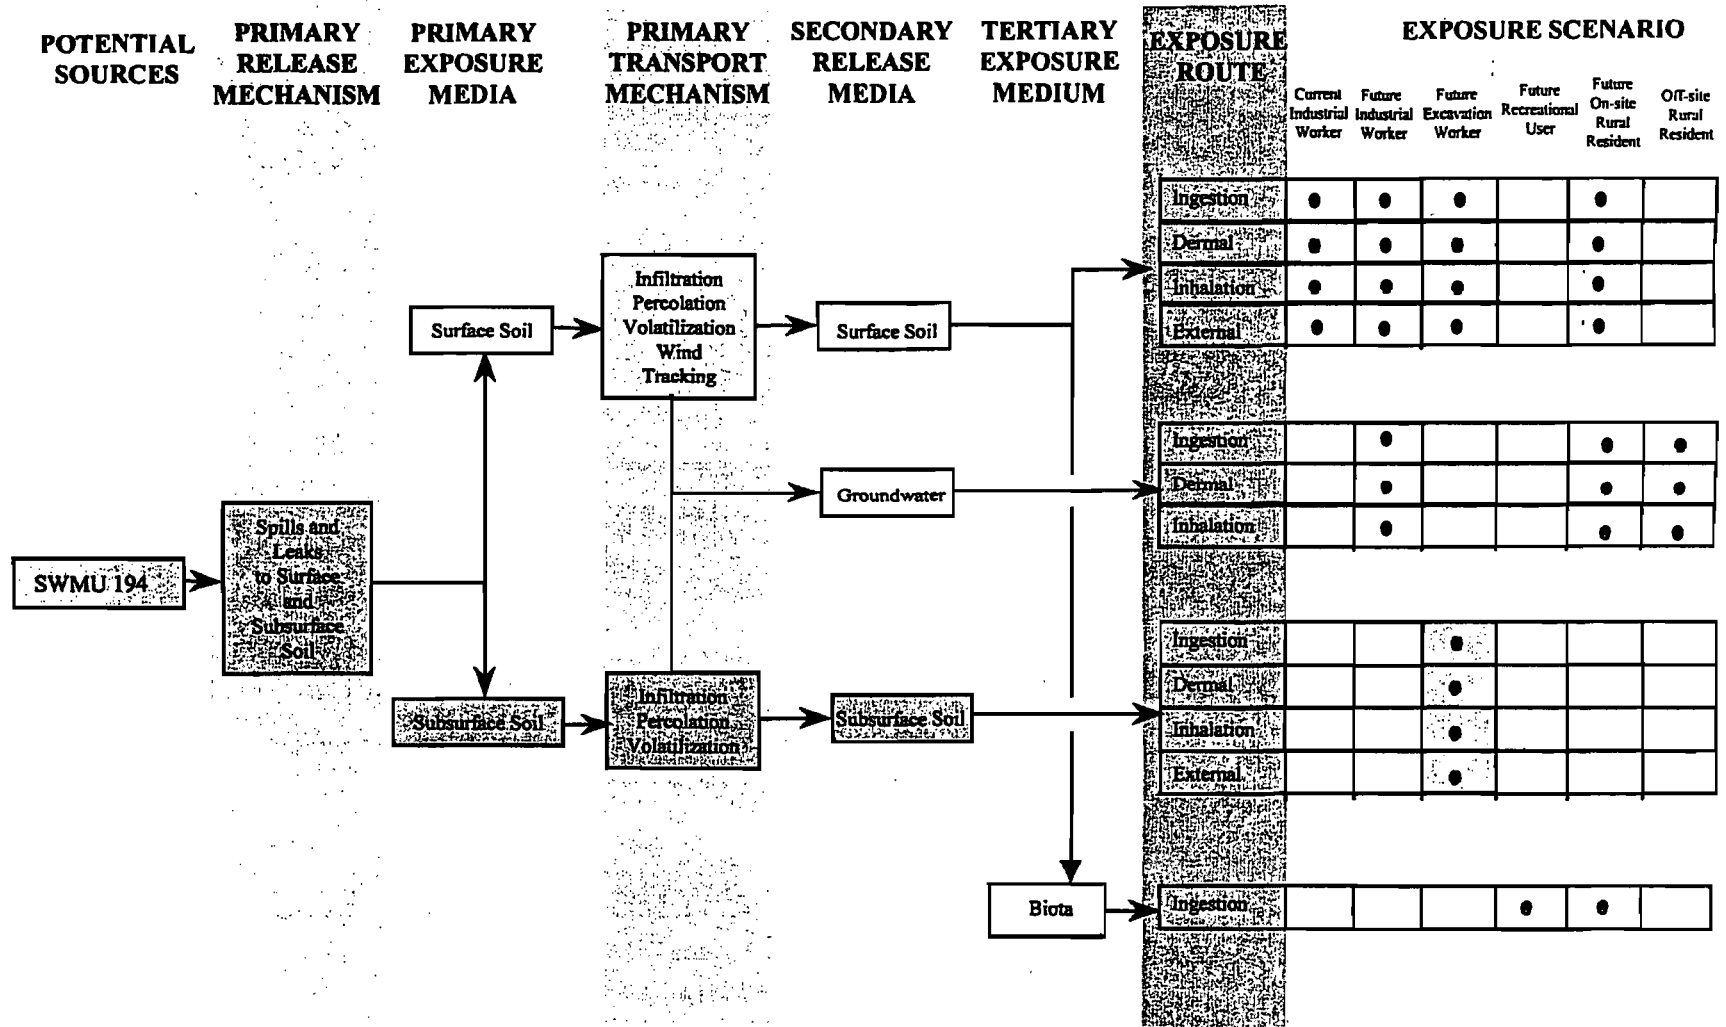 POTENTIAL
SOURCES
PRIMARY
RELEASE
MECHANISM
PRIMARY
EXPOSURE
MEDIA
PRIMARY
TRANSPORT
MECHANISM
SECONDARY
RELEASE
MEDIA
TERTIARY
EXPOSURE
MEDIUM
EXPOSURE
ROUTE
EXPOSURE SCENARIO
Current
Industrial
Worker
Future
Industrial
Worker
Future
Excavation
Worker
Future
Recreational
User
Future
On-site
Rural
Resident
Off-site
Rural
Resident
SWMU 194
Spills and
Leaks
to Surface
and
Subsurface
Soil
Surface Soil
Subsurface Soil
Infiltration
Percolation
Volatilization
Wind
Tracking
Infiltration
Percolation
Volatilization
Surface Soil
Groundwater
Subsurface Soil
Biota
Ingestion
Dermal
Inhalation
External
Ingestion
Dermal
Inhalation
Ingestion
Dermal
Inhalation
External
Ingestion